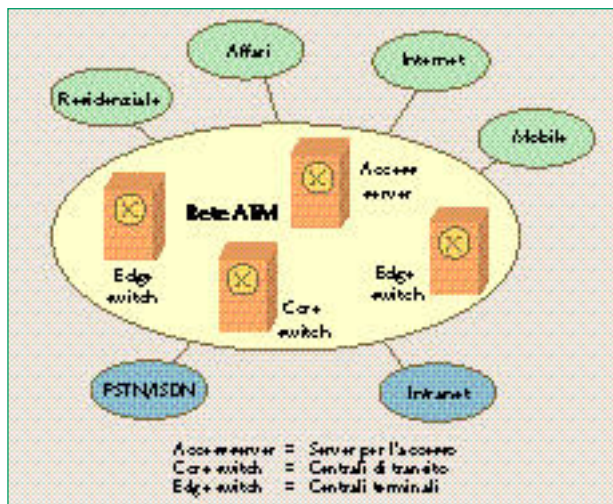 Affari
Internet
Residenziale
Mobile
Access
server
Rete ATM
Edge
switch
Core
switch
Edge
switch
PSTN/ISDN
Intranet
Access server = Server per l'accesso
Core switch = Centrali di transito
Edge switch = Centrali terminali